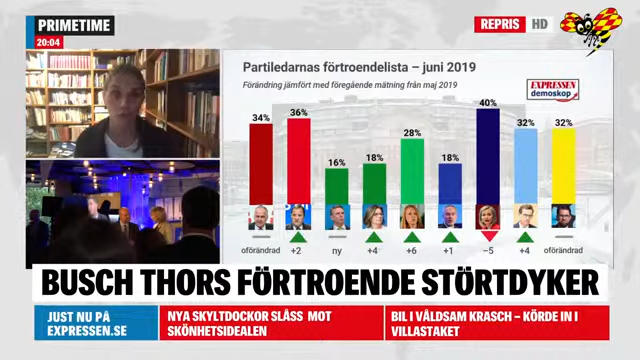 PRIMETIME
20:04
REPRIS HD
Partiledarnas förtroendelista – juni 2019
Förändring jämfört med föregående mätning från maj 2019
EXPRESSEN
demoskop
34% 36% 16% 18% 28% 18% 40% 32% 32%
oförändrad +2 ny +4 +6 +1 –5 +4 oförändrad
BUSCH THORS FÖRTROENDE STÖRTDYKER
JUST NU PÅ
EXPRESSEN.SE
NYA SKYLTDOCKOR SLÅSS MOT
SKÖNHETSIDEALEN
BIL I VÅLDSAM KRASCH – KÖRDE IN I
VILLASTAKET